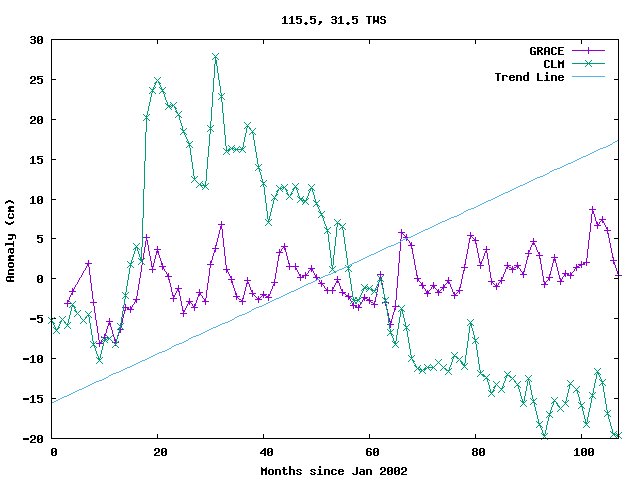 115.5, 31.5 TWS
GRACE
CLM
Trend Line
30
25
20
15
10
5
0
-5
-10
-15
-20
Anomaly (cm)
0 20 40 60 80 100
Months since Jan 2002